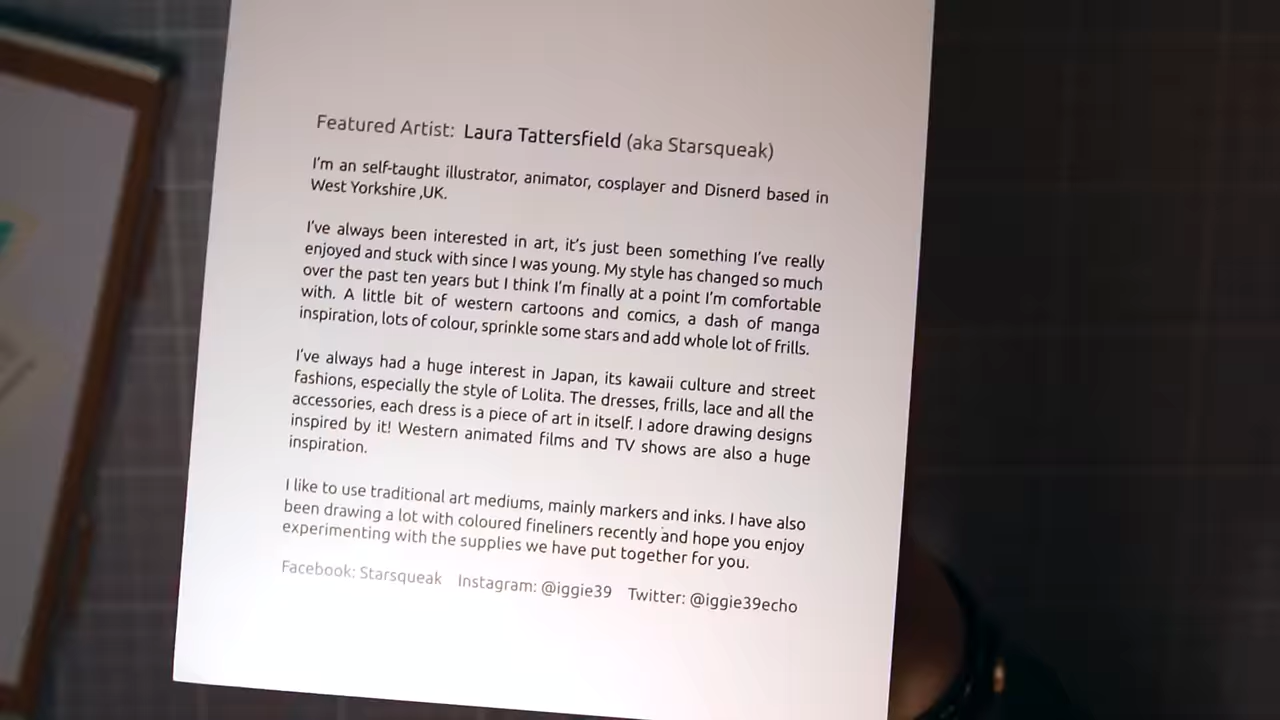 Featured Artist: Laura Tattersfield (aka Starsqueak)
I'm an self-taught illustrator, animator, cosplayer and Disnerd based in
West Yorkshire ,UK.
I've always been interested in art, it's just been something I've really
enjoyed and stuck with since I was young. My style has changed so much
over the past ten years but I think I'm finally at a point I'm comfortable
with. A little bit of western cartoons and comics, a dash of manga
inspiration, lots of colour, sprinkle some stars and add whole lot of frills.
I've always had a huge interest in Japan, its kawaii culture and street
fashions, especially the style of Lolita. The dresses, frills, lace and all the
accessories, each dress is a piece of art in itself. I adore drawing designs
inspired by it! Western animated films and TV shows are also a huge
inspiration.
I like to use traditional art mediums, mainly markers and inks. I have also
been drawing a lot with coloured fineliners recently and hope you enjoy
experimenting with the supplies we have put together for you.
Facebook: Starsqueak Instagram: @iggie39 Twitter: @iggie39echo